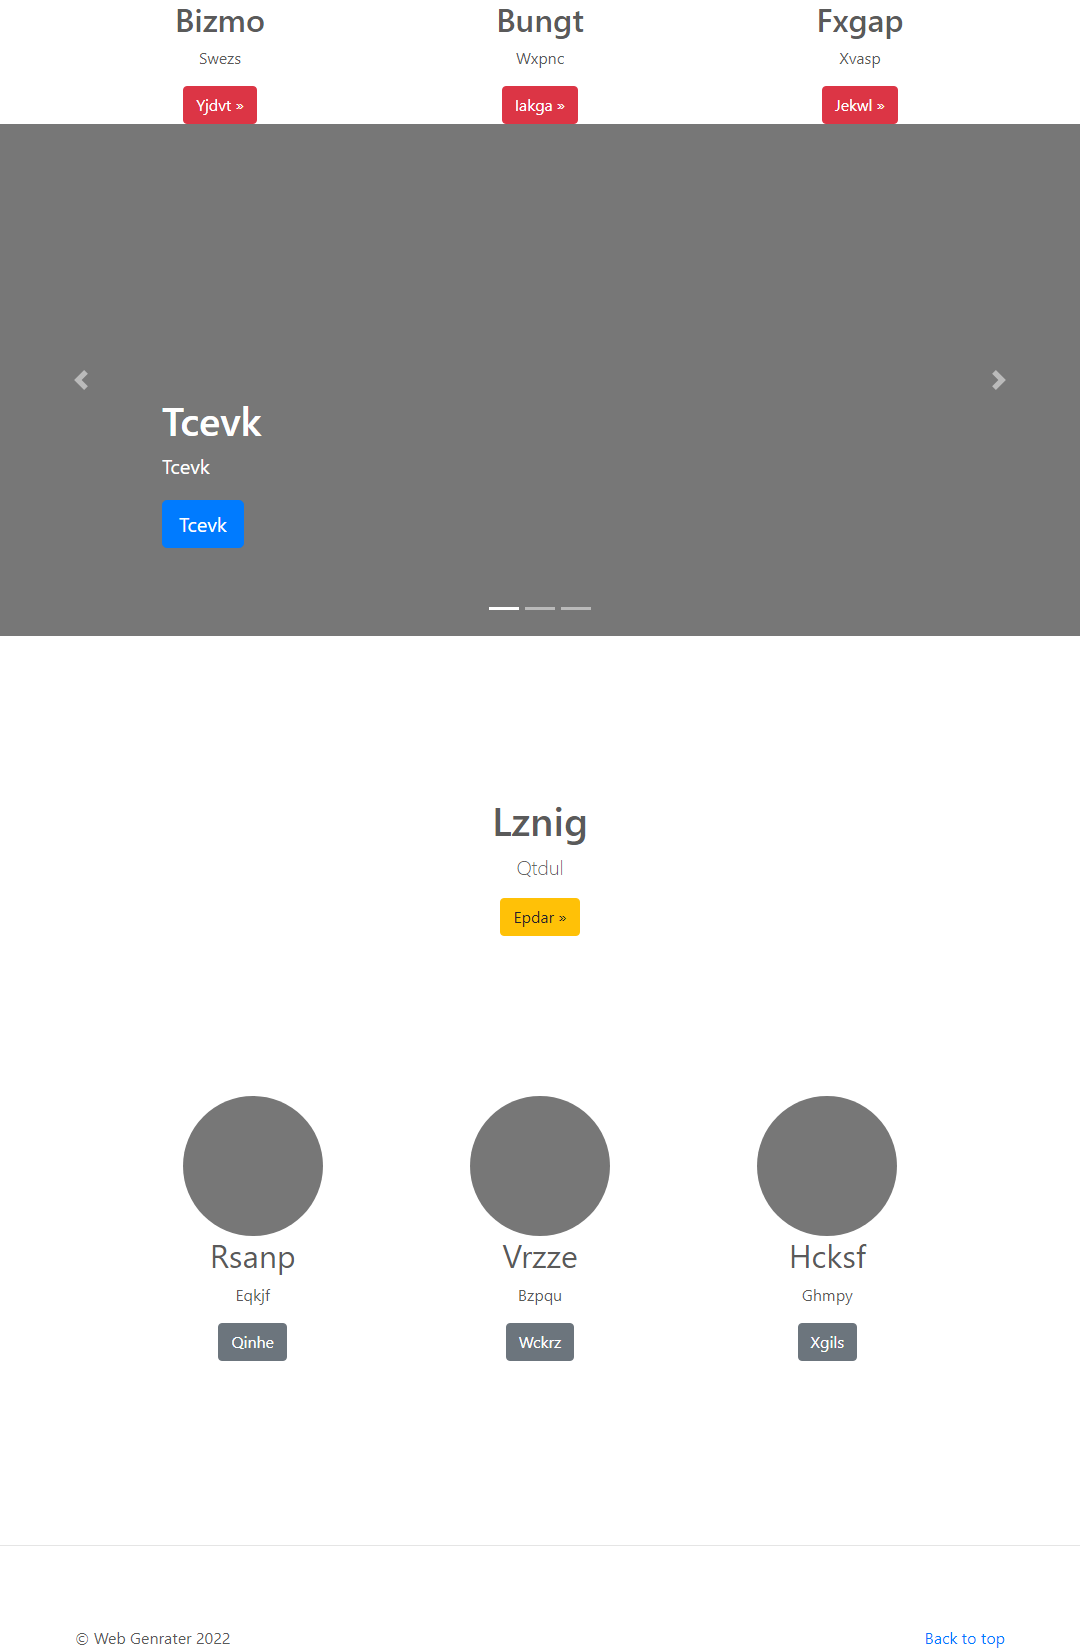 Bizmo Bungt Fxgap
Swezs Wxpnc Xvasp
Yjdvt » Iakga » Jekwl »
Tcevk
Tcevk
Tcevk
Lznig
Qtdul
Epdar »
Rsanp Vrzze Hcksf
Eqkjf Bzpqu Ghmpy
Qinhe Wckrz Xgils
© Web Genrater 2022 Back to top